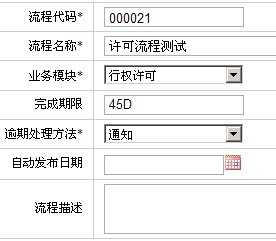 流程代码* 000021
流程名称* 许可流程测试
业务模块* 行权许可
完成期限 45D
逾期处理方法* 通知
自动发布日期
流程描述